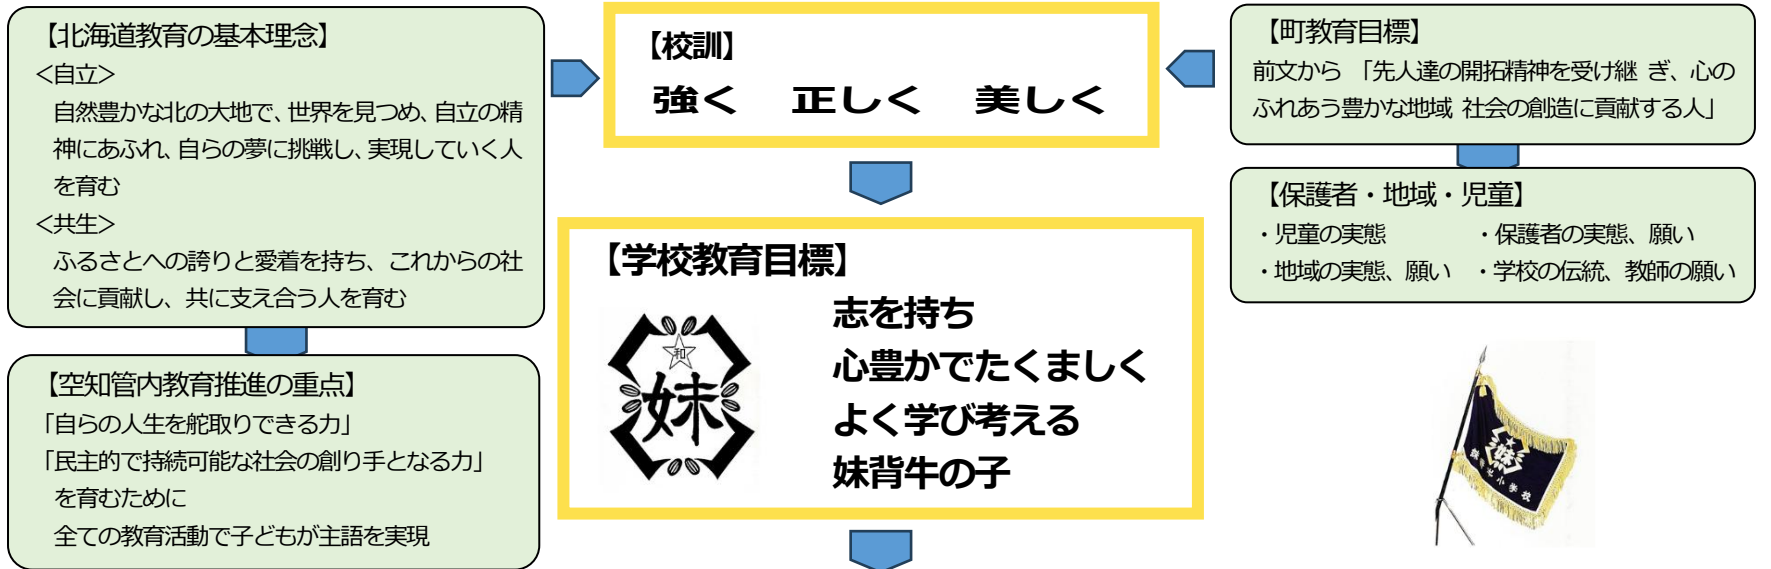 【北海道教育の基本理念】
<自立>
自然豊かな北の大地で、世界を見つめ、自立の精
神にあふれ、自らの夢に挑戦し、実現していく人
を育む
<共生>
ふるさとへの誇りと愛着を持ち、これからの社
会に貢献し、共に支え合う人を育む
【空知管内教育推進の重点】
「自らの人生を舵取りできる力」
「民主的で持続可能な社会の創り手となる力」
を育むために
全ての教育活動で子どもが主語を実現
【校訓】
強く 正しく 美しく
【学校教育目標】
和
妹
志を持ち
心豊かでたくましく
よく学び考える
妹背牛の子
【町教育目標】
前文から 「先人達の開拓精神を受け継 ぎ、心の
ふれあう豊かな地域 社会の創造に貢献する人」
【保護者・地域・児童】
・児童の実態 ・保護者の実態、願い
・地域の実態、願い ・学校の伝統、教師の願い
妹
小学校